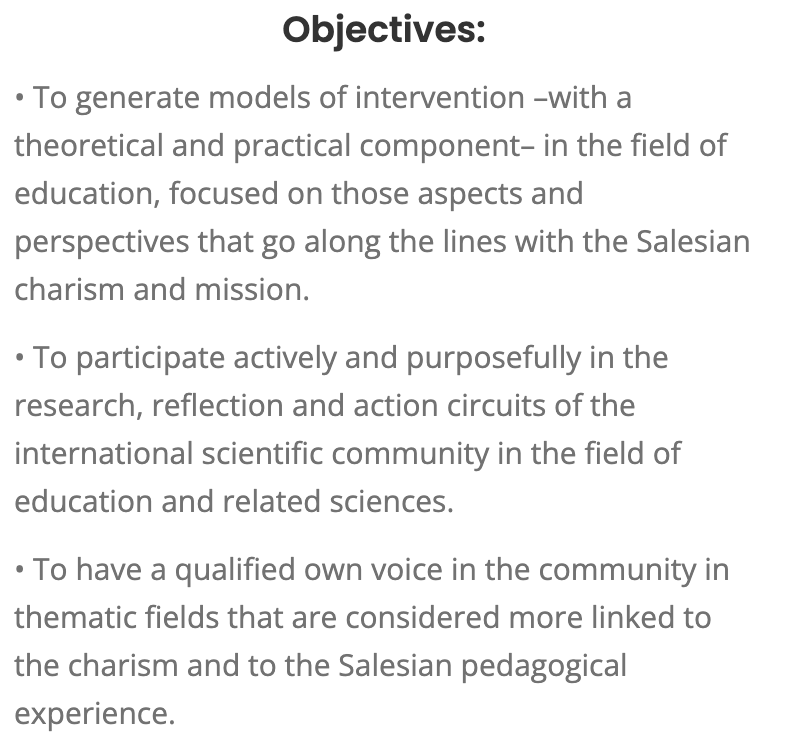 Objectives:
• To generate models of intervention –with a
theoretical and practical component– in the field of
education, focused on those aspects and
perspectives that go along the lines with the Salesian
charism and mission.
• To participate actively and purposefully in the
research, reflection and action circuits of the
international scientific community in the field of
education and related sciences.
• To have a qualified own voice in the community in
thematic fields that are considered more linked to
the charism and to the Salesian pedagogical
experience.